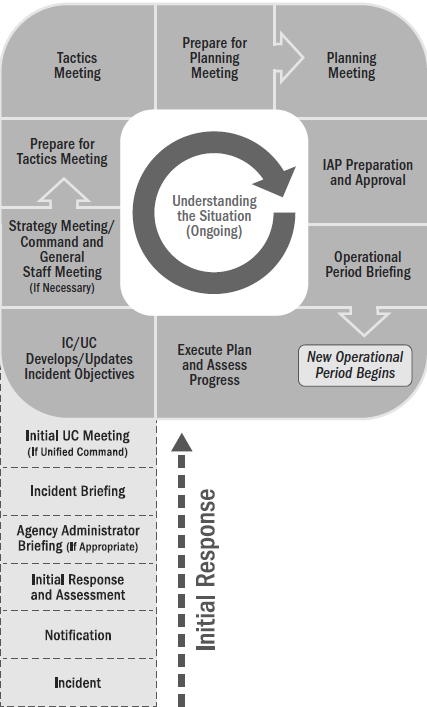 Tactics
Meeting
Prepare for
Planning
Meeting
Planning
Meeting
Prepare for
Tactics Meeting
IAP Preparation
and Approval
Understanding
the Situation
(Ongoing)
Strategy Meeting/
Command and
General
Staff Meeting
(If Necessary)
Operational
Period Briefing
IC/UC
Develops/Updates
Incident Objectives
Execute Plan
and Assess
Progress
New Operational
Period Begins
Initial UC Meeting
(If Unified Command)
Incident Briefing
Agency Administrator
Briefing (If Appropriate)
Initial Response
and Assessment
Notification
Incident
Initial Response